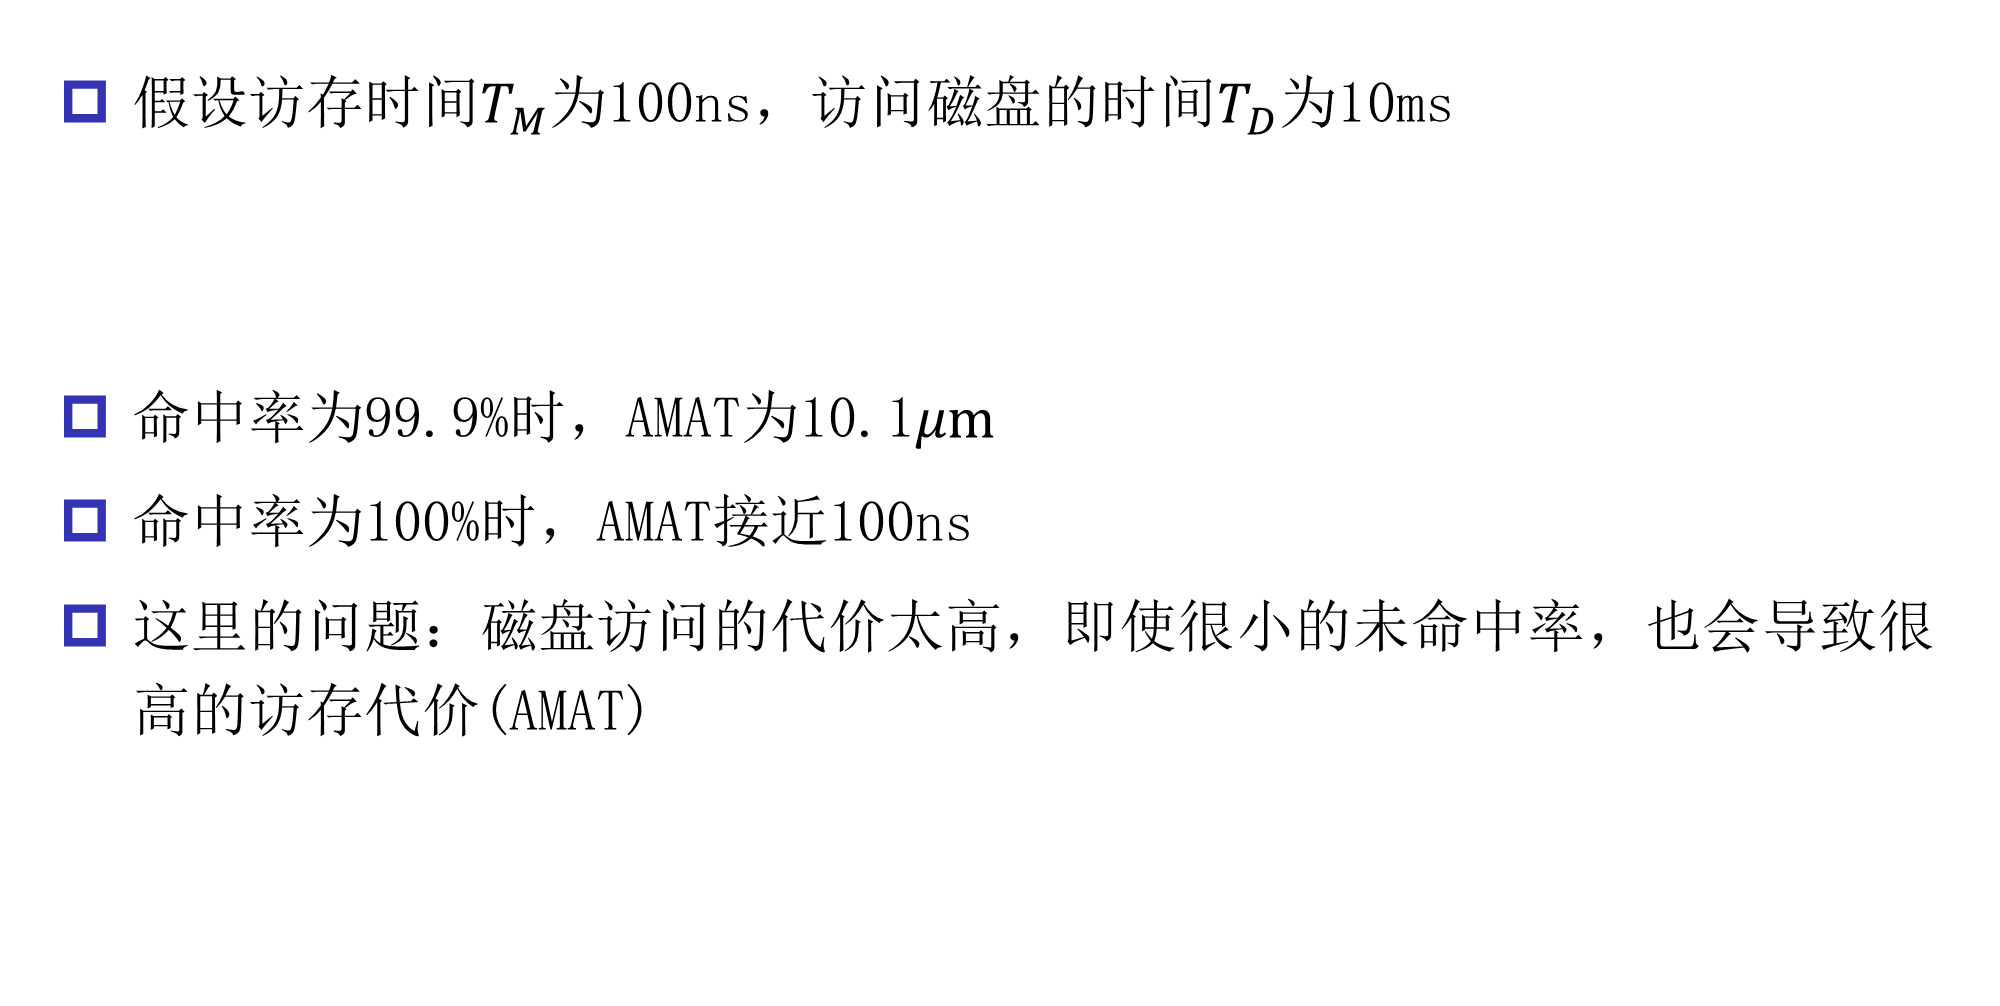 假设访存时间T_M为100ns，访问磁盘的时间T_D为10ms
命中率为99.9%时，AMAT为10.1μm
命中率为100%时，AMAT接近100ns
这里的问题：磁盘访问的代价太高，即使很小的未命中率，也会导致很
高的访存代价(AMAT)